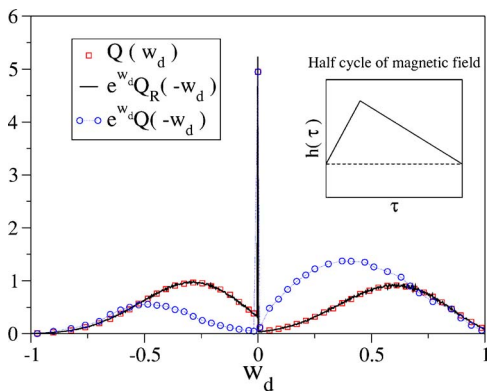 6
5
4
3
2
1
0
Q ( w_d )
e^{w_d}Q_R( -w_d )
e^{w_d}Q( -w_d )
Half cycle of magnetic field
h( τ )
τ
-1 -0.5 0 0.5 1
w_d